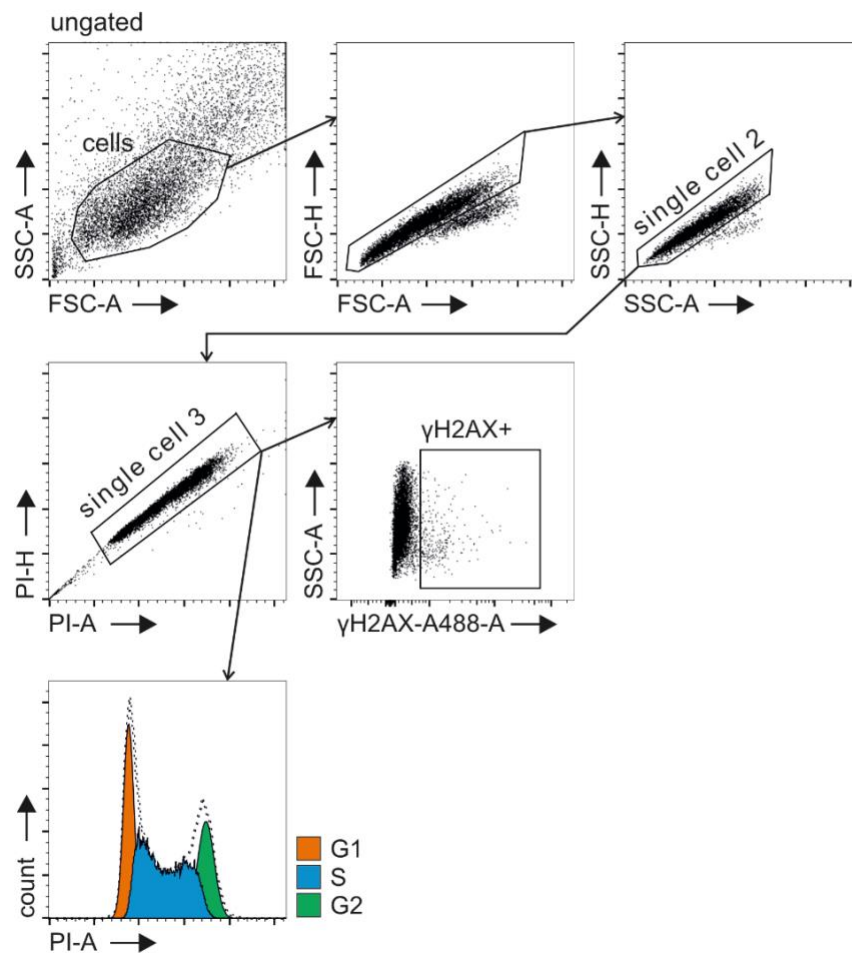 ungated
cells
SSC-A
FSC-A
FSC-H
FSC-A
single cell 2
SSC-H
SSC-A
single cell 3
PI-H
PI-A
γH2AX+
SSC-A
γH2AX-A488-A
count
PI-A
G1
S
G2